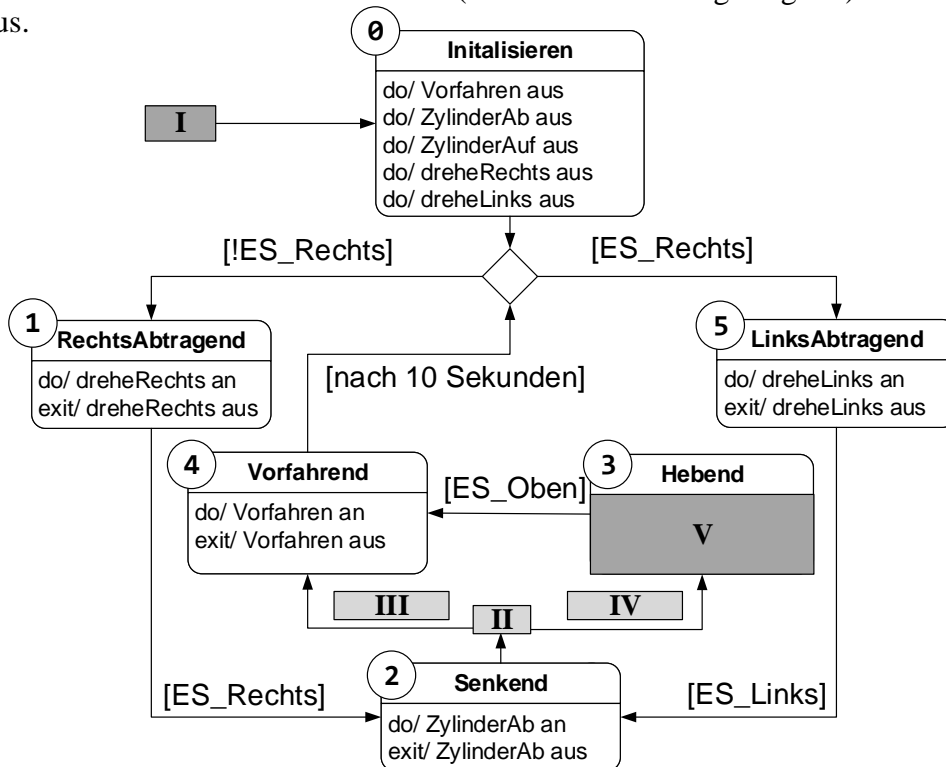 us.
0
Initalisieren
do/ Vorfahren aus
do/ ZylinderAb aus
do/ ZylinderAuf aus
do/ dreheRechts aus
do/ dreheLinks aus
I
[!ES_Rechts]
[ES_Rechts]
1
RechtsAbtragend
do/ dreheRechts an
exit/ dreheRechts aus
5
LinksAbtragend
do/ dreheLinks an
exit/ dreheLinks aus
[nach 10 Sekunden]
4
Vorfahrend
do/ Vorfahren an
exit/ Vorfahren aus
[ES_Oben]
3
Hebend
V
III
II
IV
[ES_Rechts]
2
Senkend
do/ ZylinderAb an
exit/ ZylinderAb aus
[ES_Links]